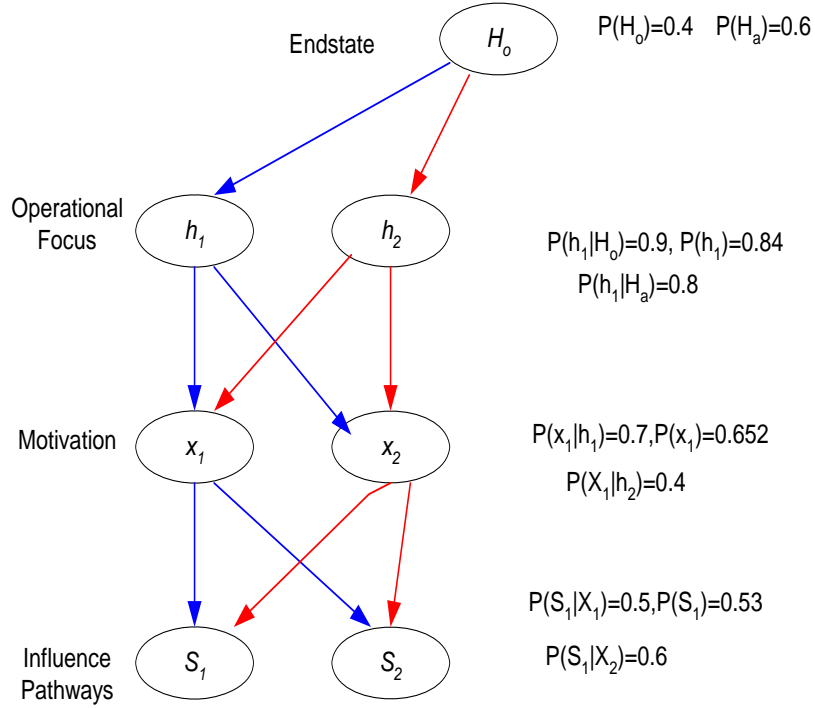 Endstate
H_o
P(H_o)=0.4 P(H_a)=0.6
Operational
Focus
h_1
h_2
P(h_1|H_o)=0.9, P(h_1)=0.84
P(h_1|H_a)=0.8
Motivation
x_1
x_2
P(x_1|h_1)=0.7,P(x_1)=0.652
P(X_1|h_2)=0.4
P(S_1|X_1)=0.5,P(S_1)=0.53
Influence
Pathways
S_1
S_2
P(S_1|X_2)=0.6